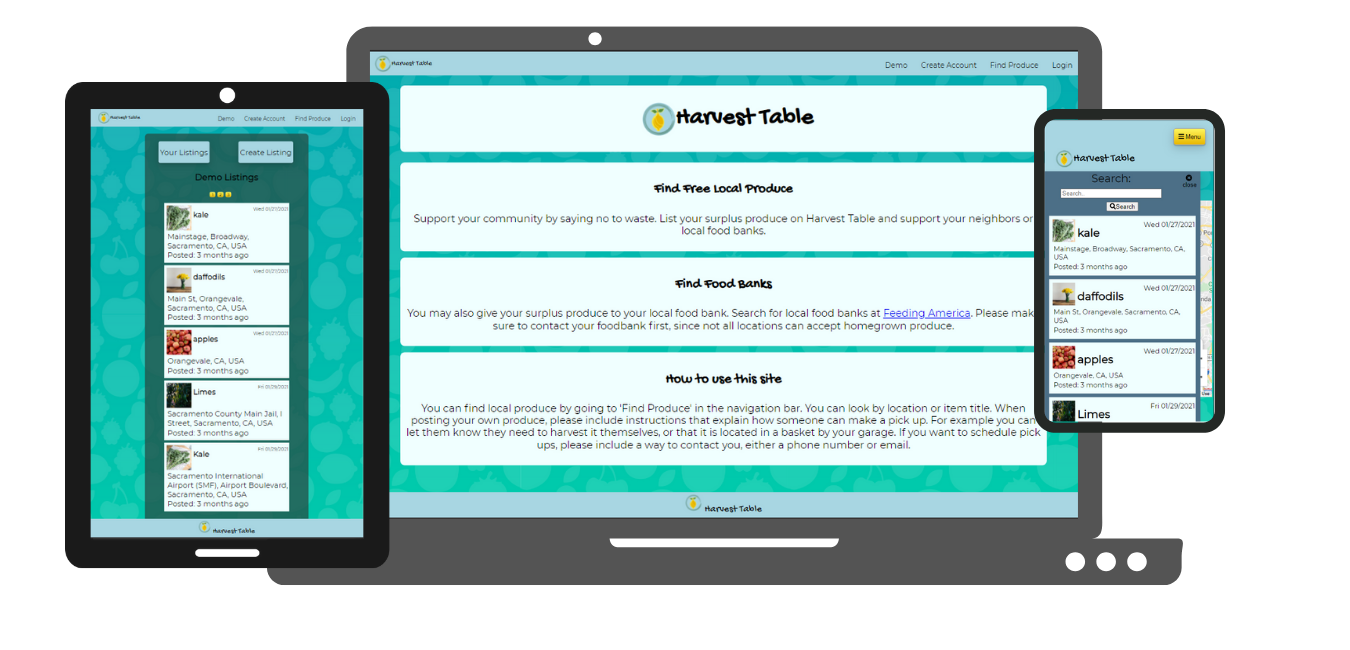 Harvest Table
Demo Create Account Find Produce Login
Your Listings Create Listing
Demo Listings
kale
Wed 01/27/2021
Mainstage, Broadway,
Sacramento, CA, USA
Posted: 3 months ago
daffodils
Wed 01/27/2021
Main St, Orangevale,
Sacramento, CA, USA
Posted: 3 months ago
apples
Wed 01/27/2021
Orangevale, CA, USA
Posted: 3 months ago
Limes
Fri 01/29/2021
Sacramento County Main Jail, I
Street, Sacramento, CA, USA
Posted: 3 months ago
Kale
Fri 01/29/2021
Sacramento International
Airport (SMF), Airport Boulevard,
Sacramento, CA, USA
Posted: 3 months ago
Harvest Table
Harvest Table
Demo Create Account Find Produce Login
Harvest Table
Find Free Local Produce
Support your community by saying no to waste. List your surplus produce on Harvest Table and support your neighbors or
local food banks.
Find Food Banks
You may also give your surplus produce to your local food bank. Search for local food banks at Feeding America. Please mak
sure to contact your foodbank first, since not all locations can accept homegrown produce.
How to use this site
You can find local produce by going to 'Find Produce' in the navigation bar. You can look by location or item title. When
posting your own produce, please include instructions that explain how someone can make a pick up. For example you can
let them know they need to harvest it themselves, or that it is located in a basket by your garage. If you want to schedule pick
ups, please include a way to contact you, either a phone number or email.
Harvest Table
Menu
Harvest Table
Search:
close
Search...
Search
Wed 01/27/2021
kale
Mainstage, Broadway, Sacramento, CA,
USA
Posted: 3 months ago
Wed 01/27/2021
daffodils
Main St, Orangevale, Sacramento, CA,
USA
Posted: 3 months ago
Wed 01/27/2021
apples
Orangevale, CA, USA
Posted: 3 months ago
Fri 01/29/2021
Limes